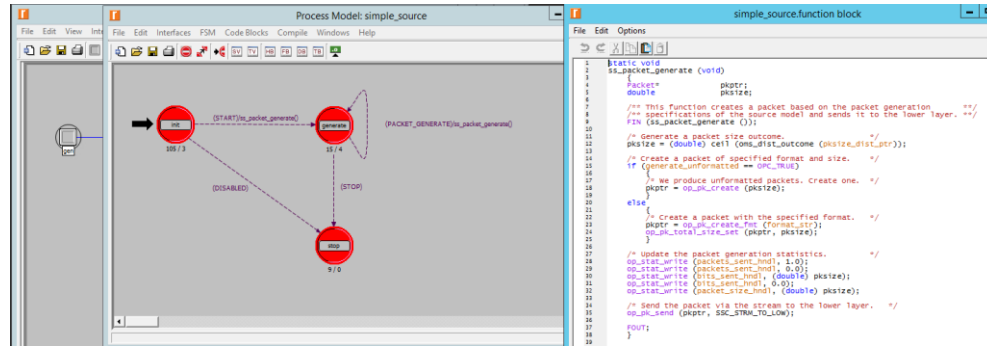 File Edit View Inte
gen
Process Model: simple_source
File Edit Interfaces FSM Code Blocks Compile Windows Help
SV TV HB FB DB TB
init
105 / 3
(START)/ss_packet_generate()
generate
15 / 4
(PACKET_GENERATE)/ss_packet_generate()
(DISABLED)
(STOP)
stop
9 / 0
simple_source.function block
File Edit Options
1 static void
2 ss_packet_generate (void)
3 {
4 Packet* pkptr;
5 double pksize;
6
7 /** This function creates a packet based on the packet generation **/
8 /** specifications of the source model and sends it to the lower layer. **/
9 FIN (ss_packet_generate ());
10
11 /* Generate a packet size outcome. */
12 pksize = (double) ceil (oms_dist_outcome (pksize_dist_ptr));
13
14 /* Create a packet of specified format and size. */
15 if (generate_unformatted == OPC_TRUE)
16 {
17 /* We produce unformatted packets. Create one. */
18 pkptr = op_pk_create (pksize);
19 }
20 else
21 {
22 /* Create a packet with the specified format. */
23 pkptr = op_pk_create_fmt (format_str);
24 op_pk_total_size_set (pkptr, pksize);
25 }
26
27 /* Update the packet generation statistics. */
28 op_stat_write (packets_sent_hndl, 1.0);
29 op_stat_write (packets_sent_hndl, 0.0);
30 op_stat_write (bits_sent_hndl, (double) pksize);
31 op_stat_write (bits_sent_hndl, 0.0);
32 op_stat_write (packet_size_hndl, (double) pksize);
33
34 /* Send the packet via the stream to the lower layer. */
35 op_pk_send (pkptr, SSC_STRM_TO_LOW);
36
37 FOUT;
38 }
39